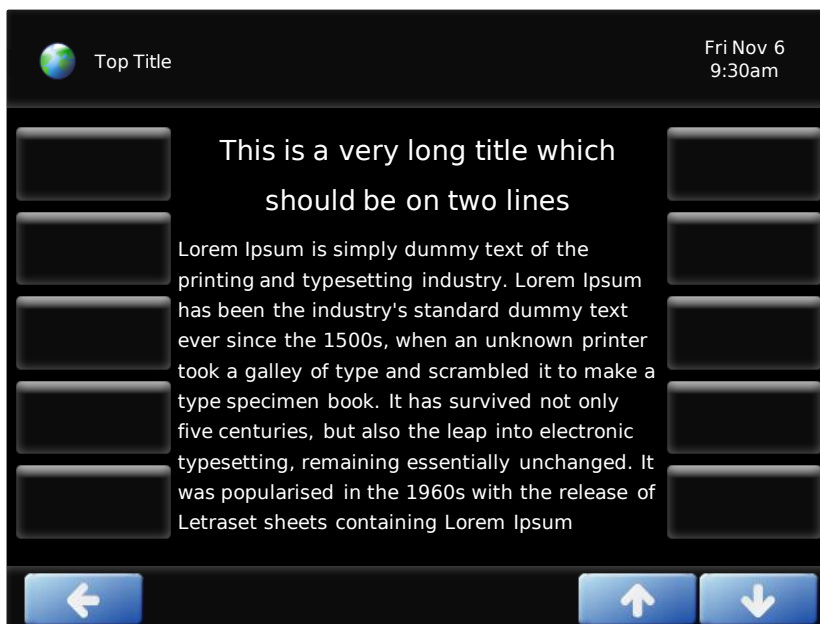 Top Title
Fri Nov 6
9:30am
This is a very long title which
should be on two lines
Lorem Ipsum is simply dummy text of the
printing and typesetting industry. Lorem Ipsum
has been the industry's standard dummy text
ever since the 1500s, when an unknown printer
took a galley of type and scrambled it to make a
type specimen book. It has survived not only
five centuries, but also the leap into electronic
typesetting, remaining essentially unchanged. It
was popularised in the 1960s with the release of
Letraset sheets containing Lorem Ipsum